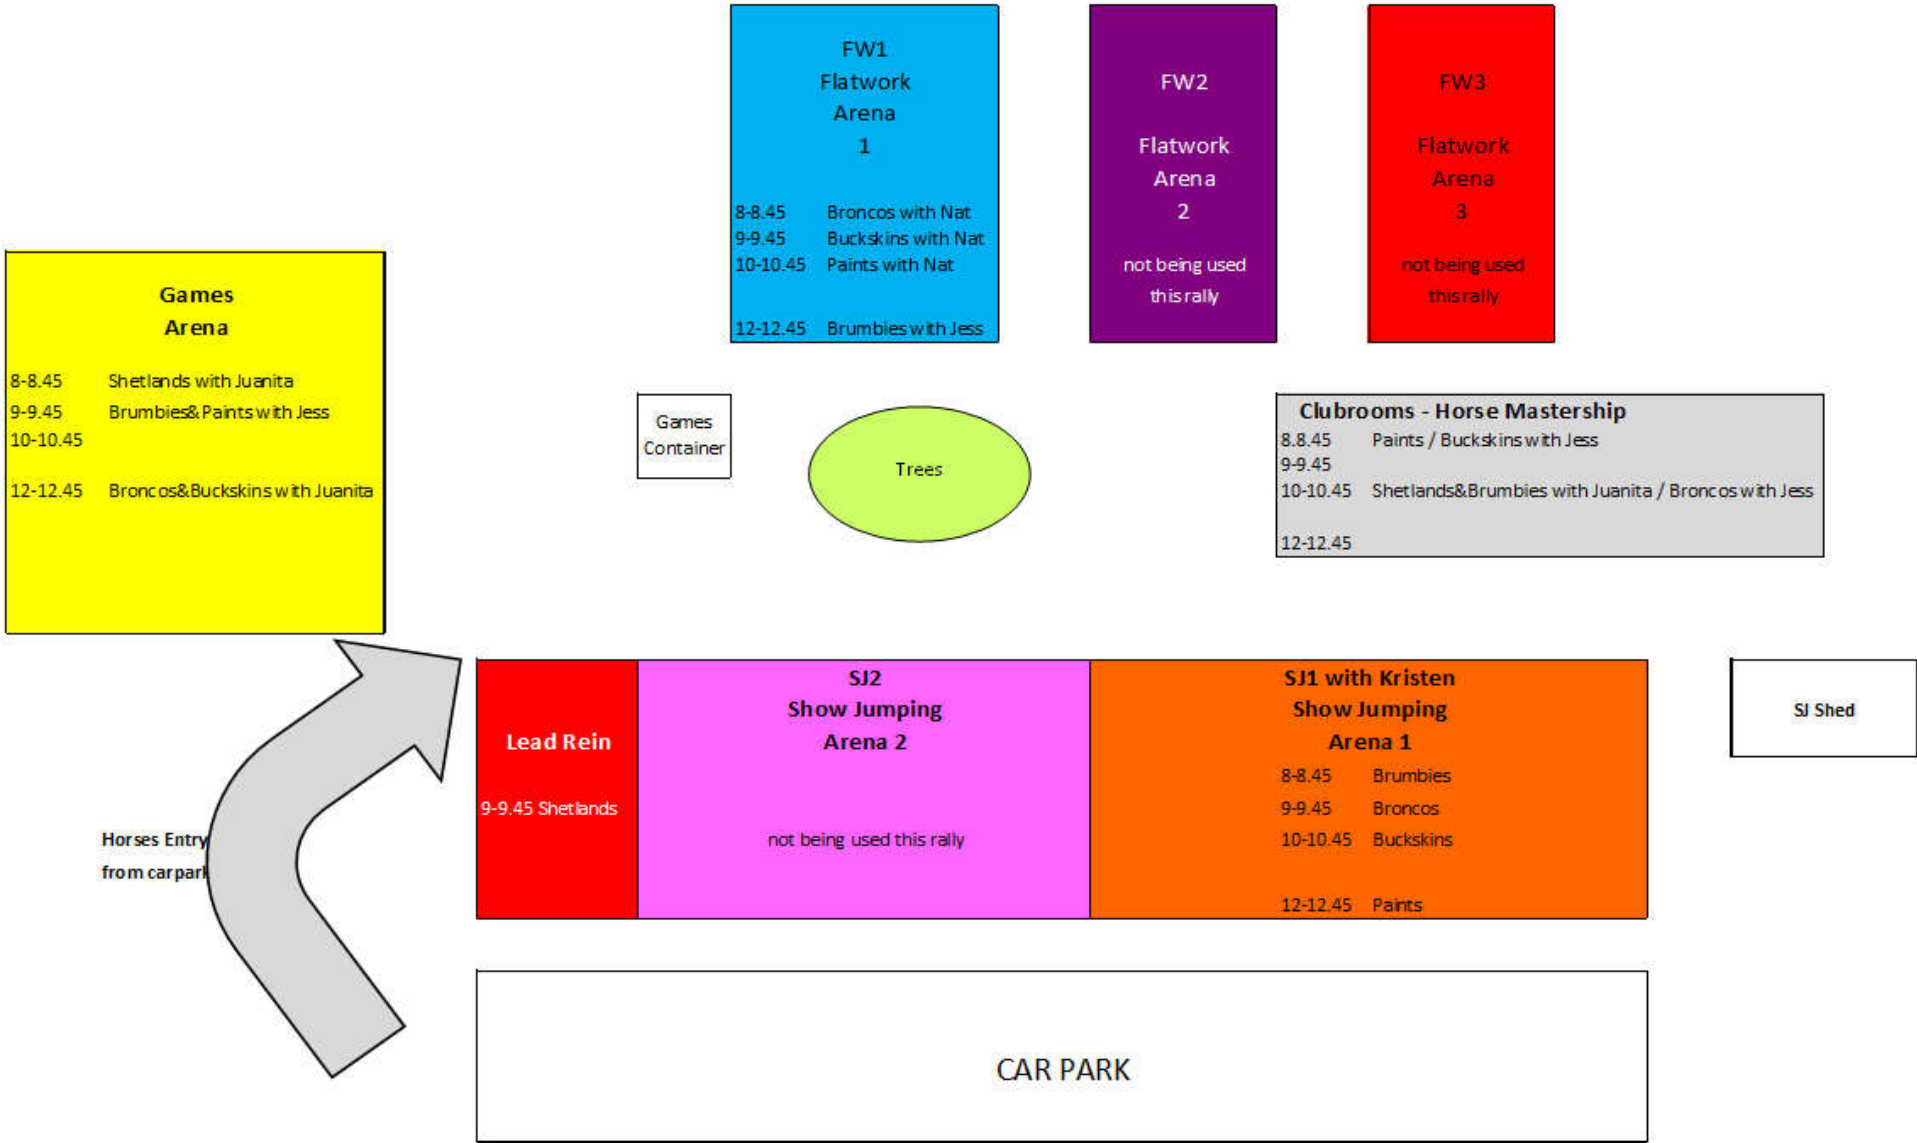 FW1
Flatwork
Arena
1
8-8.45 Broncos with Nat
9-9.45 Buckskins with Nat
10-10.45 Paints with Nat
12-12.45 Brumbies with Jess
FW2
Flatwork
Arena
2
not being used
this rally
FW3
Flatwork
Arena
3
not being used
this rally
Games
Arena
8-8.45 Shetlands with Juanita
9-9.45 Brumbies& Paints with Jess
10-10.45
12-12.45 Broncos&Buckskins with Juanita
Games
Container
Trees
Clubrooms - Horse Mastership
8.8.45 Paints / Buckskins with Jess
9-9.45
10-10.45 Shetlands&Brumbies with Juanita / Broncos with Jess
12-12.45
Lead Rein
9-9.45 Shetlands
SJ2
Show Jumping
Arena 2
not being used this rally
SJ1 with Kristen
Show Jumping
Arena 1
8-8.45 Brumbies
9-9.45 Broncos
10-10.45 Buckskins
12-12.45 Paints
SJ Shed
Horses Entry
from carpark
CAR PARK